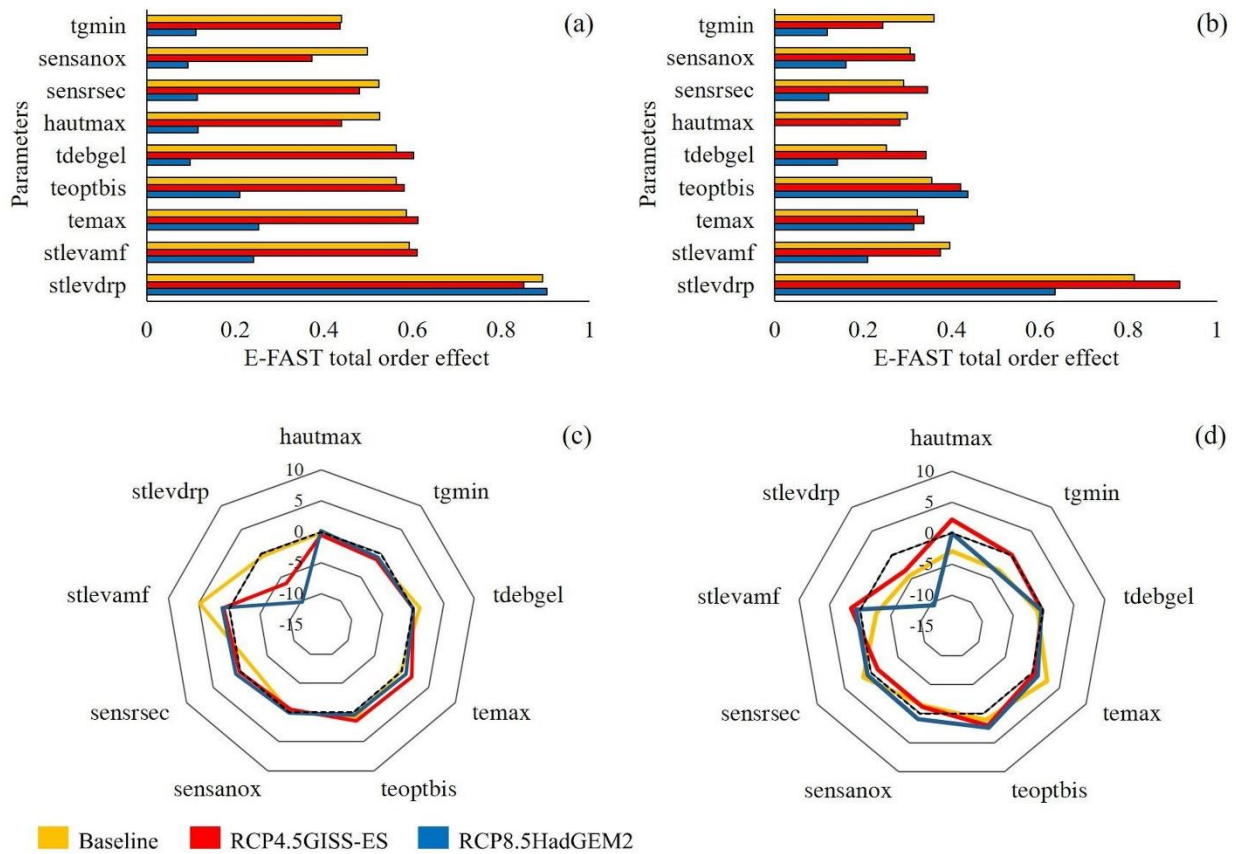 (a)
Parameters
tgmin
sensanox
sensrsec
hautmax
tdebgel
teoptbis
temax
stlevamf
stlevdrp
0 0.2 0.4 0.6 0.8 1
E-FAST total order effect
(b)
Parameters
tgmin
sensanox
sensrsec
hautmax
tdebgel
teoptbis
temax
stlevamf
stlevdrp
0 0.2 0.4 0.6 0.8 1
E-FAST total order effect
(c)
hautmax
tgmin
tdebgel
temax
teoptbis
sensanox
sensrsec
stlevamf
stlevdrp
10
5
0
-5
-10
-15
(d)
hautmax
tgmin
tdebgel
temax
teoptbis
sensanox
sensrsec
stlevamf
stlevdrp
10
5
0
-5
-10
-15
Baseline RCP4.5GISS-ES RCP8.5HadGEM2